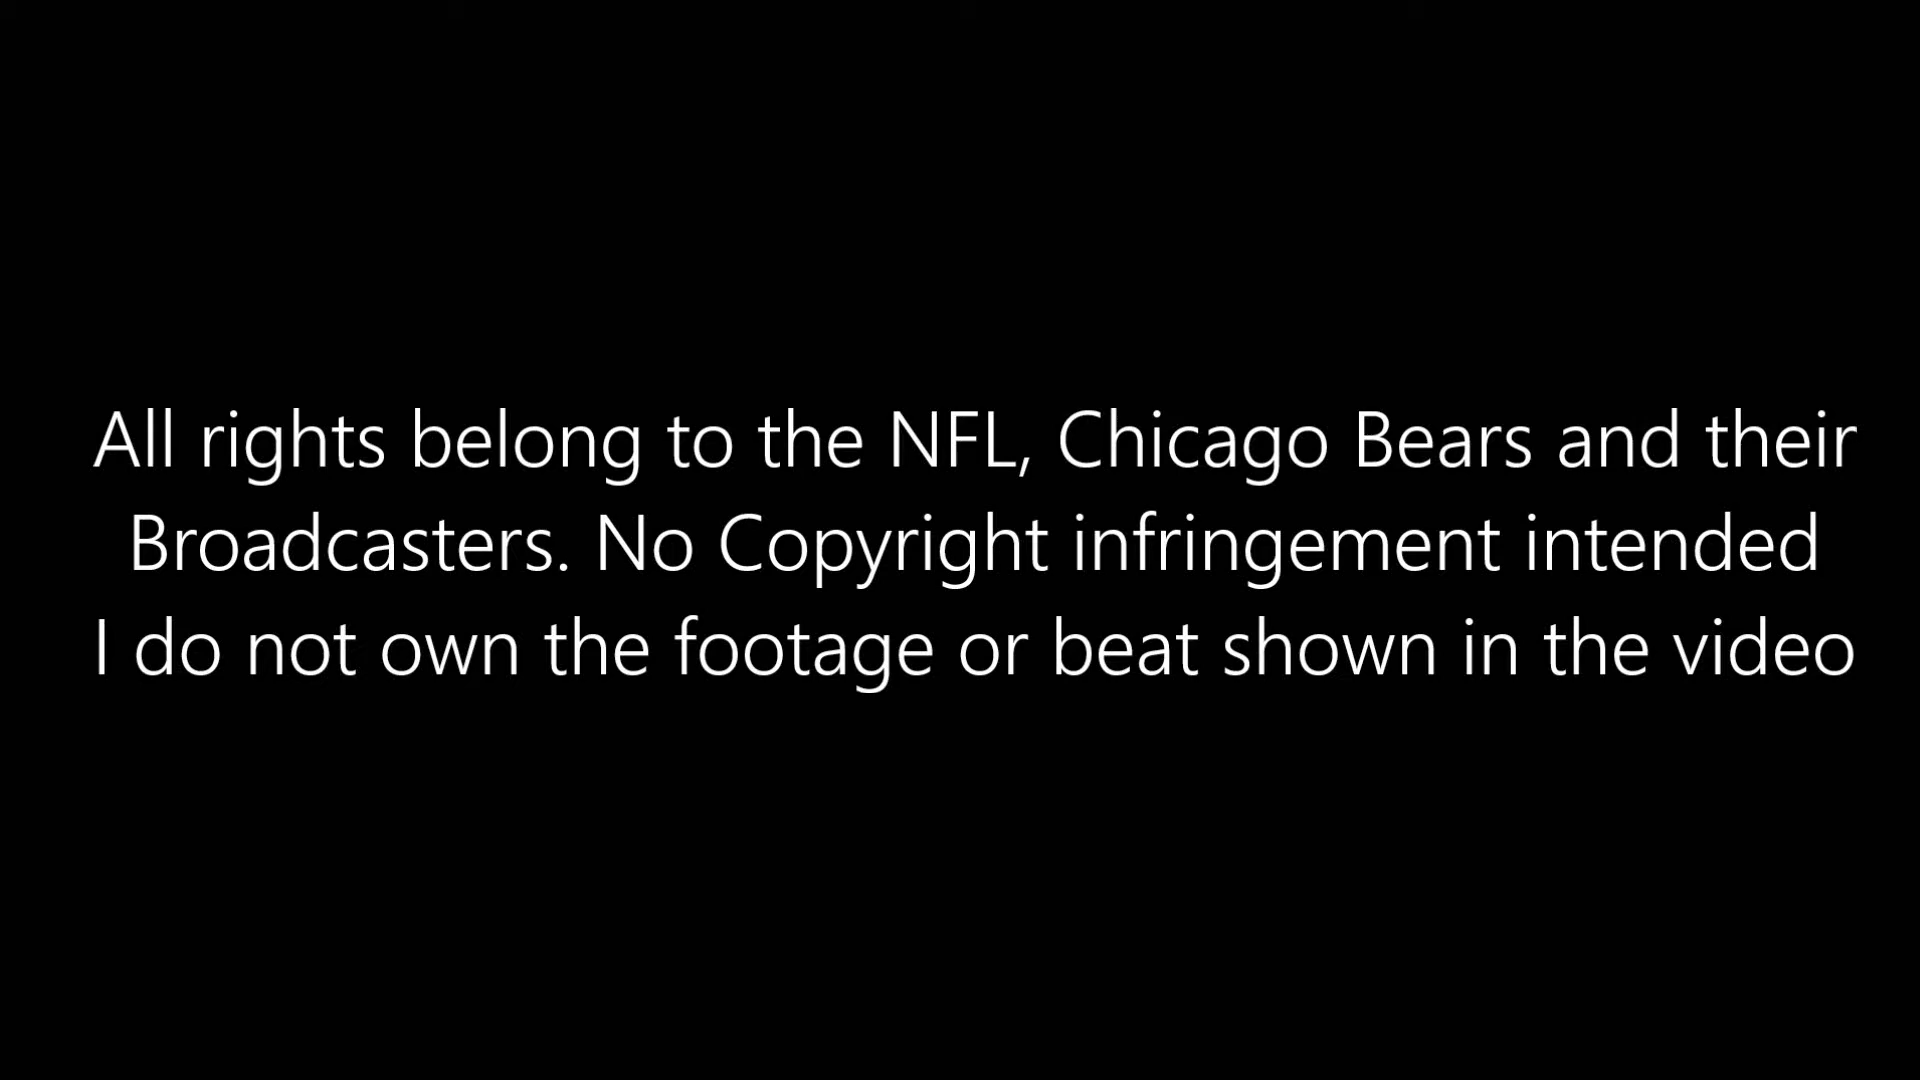 All rights belong to the NFL, Chicago Bears and their
Broadcasters. No Copyright infringement intended
I do not own the footage or beat shown in the video